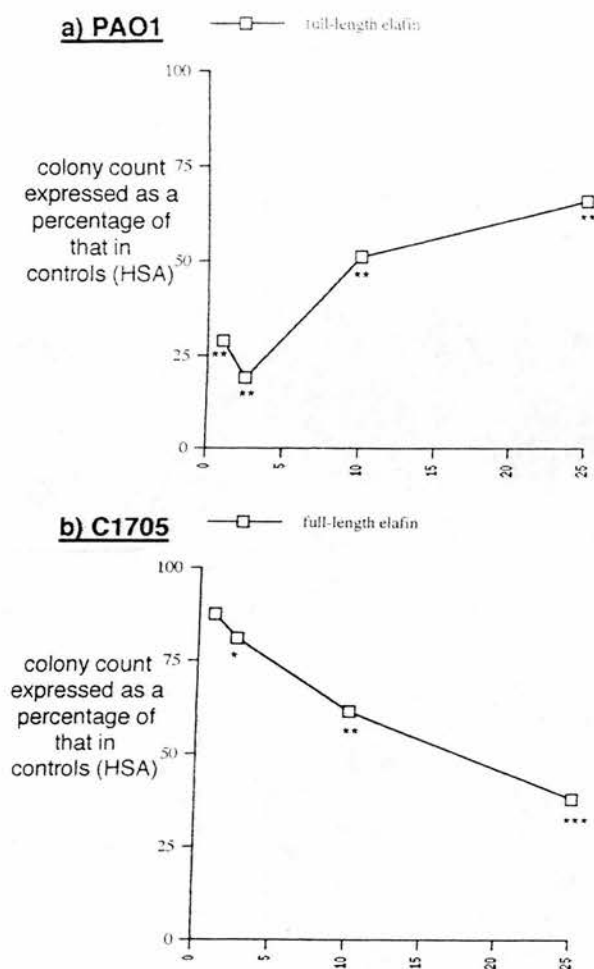 a) PAO1
full-length elafin
100
75
50
25
0
colony count
expressed as a
percentage of
that in
controls (HSA)
**
**
**
**
0
5
10
15
20
25
b) C1705
full-length elafin
100
75
50
25
0
colony count
expressed as a
percentage of
that in
controls (HSA)
*
**
***
0
5
10
15
20
25